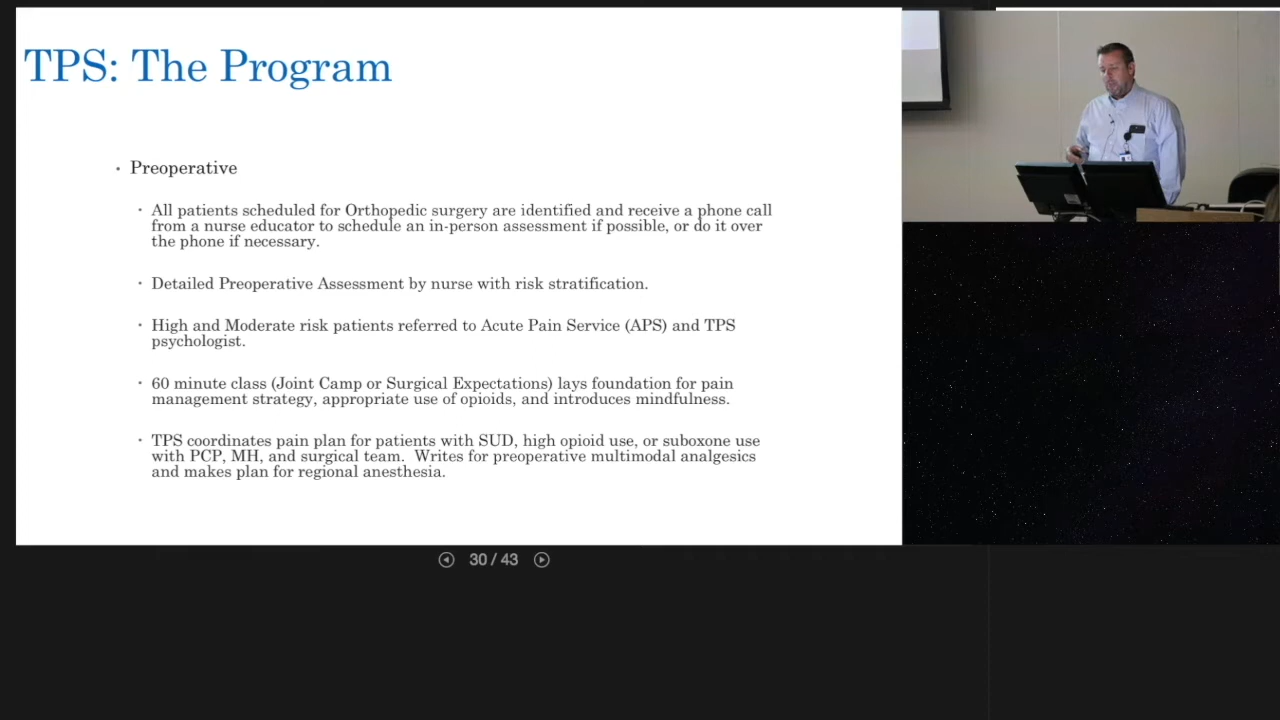 TPS: The Program
• Preoperative
• All patients scheduled for Orthopedic surgery are identified and receive a phone call
from a nurse educator to schedule an in-person assessment if possible, or do it over
the phone if necessary.
• Detailed Preoperative Assessment by nurse with risk stratification.
• High and Moderate risk patients referred to Acute Pain Service (APS) and TPS
psychologist.
• 60 minute class (Joint Camp or Surgical Expectations) lays foundation for pain
management strategy, appropriate use of opioids, and introduces mindfulness.
• TPS coordinates pain plan for patients with SUD, high opioid use, or suboxone use
with PCP, MH, and surgical team.  Writes for preoperative multimodal analgesics
and makes plan for regional anesthesia.
30 / 43